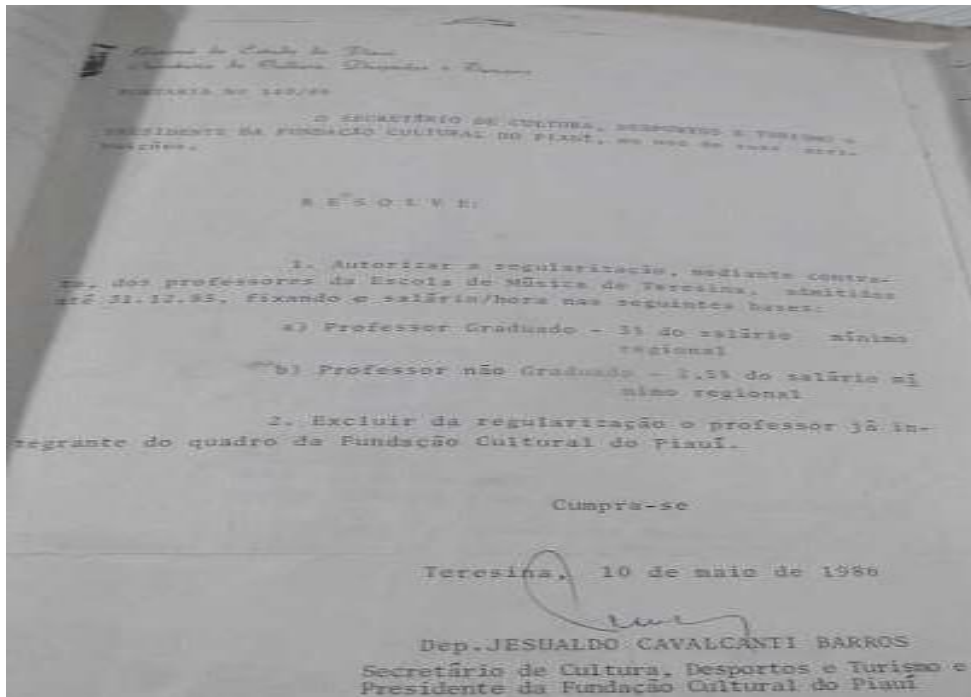 Governo do Estado do Piauí
Secretaria de Cultura, Desportos e Turismo
PORTARIA Nº
O SECRETÁRIO DE CULTURA, DESPORTOS E TURISMO e
PRESIDENTE DA FUNDAÇÃO CULTURAL DO PIAUÍ, no uso de suas atri-
buições,
R E S O L V E:
1. Autorizar a regularização, mediante contra-
to, dos professores da Escola de Música de Teresina, admitidos
até 31.12.85, fixando o salário/hora nas seguintes bases:
a) Professor Graduado - 3% do salário mínimo
regional
b) Professor não Graduado - 2,5% do salário mí
nimo regional
2. Excluir da regularização o professor já in-
tegrante do quadro da Fundação Cultural do Piauí.
Cumpra-se
Teresina, 10 de maio de 1986
Dep.JESUALDO CAVALCANTI BARROS
Secretário de Cultura, Desportos e Turismo e
Presidente da Fundação Cultural do Piauí